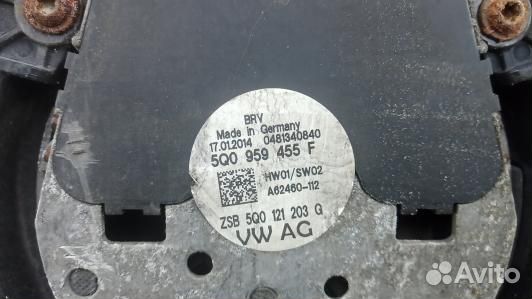 BRV
Made in Germany
17.01.2014 0481340840
5Q0 959 455 F
HW01/SW02
A62460-112
ZSB 5Q0 121 203 G
VW AG
Avito